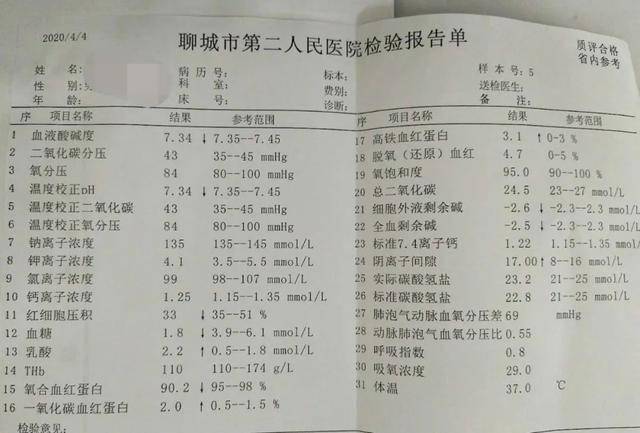 2020/4/4
聊城市第二人民医院检验报告单
质评合格
省内参考
姓 名: 病 历 号: 标本: 样 本 号: 5
性 别: 科 室: 费别: 送检医生:
年 龄: 床 号: 诊断: 备 注:
序 项目名称 结果 参考范围
1 血液酸碱度 7.34 ↓ 7.35--7.45
2 二氧化碳分压 43 35--45 mmHg
3 氧分压 84 80--100 mmHg
4 温度校正pH 7.34 ↓ 7.35--7.45
5 温度校正二氧化碳 43 35--45 mmHg
6 温度校正氧分压 84 80--100 mmHg
7 钠离子浓度 135 135--145 mmol/L
8 钾离子浓度 4.1 3.5--5.5 mmol/L
9 氯离子浓度 99 98--107 mmol/L
10 钙离子浓度 1.25 1.15--1.35 mmol/L
11 红细胞压积 33 35--51 %
12 血糖 1.8 ↓ 3.9--6.1 mmol/L
13 乳酸 2.2 ↑ 0.5--1.8 mmol/L
14 THb 110 110--174 g/L
15 氧合血红蛋白 90.2 ↓ 95--98 %
16 一氧化碳血红蛋白 2.0 ↑ 0.5--1.5 %
检验意见:
序 项目名称 结果 参考范围
17 高铁血红蛋白 3.1 ↑ 0-3 %
18 脱氧（还原）血红 4.7 0-5 %
19 氧饱和度 95.0 90--100 %
20 总二氧化碳 24.5 23--27 mmol/L
21 细胞外液剩余碱 -2.6 ↓ -2.3--2.3 mmol/L
22 全血剩余碱 -2.5 ↓ -2.3--2.3 mmol/L
23 标准7.4离子钙 1.22 1.15--1.35 mmol/L
24 阴离子间隙 17.00 ↑ 8--16 mmol/L
25 实际碳酸氢盐 23.2 21--25 mmol/L
26 标准碳酸氢盐 22.8 21--25 mmol/L
27 肺泡气动脉血氧分压差 69 mmHg
28 动脉肺泡气血氧分压比 0.55
29 呼吸指数 0.8
30 吸氧浓度 29.0
31 体温 37.0 ℃